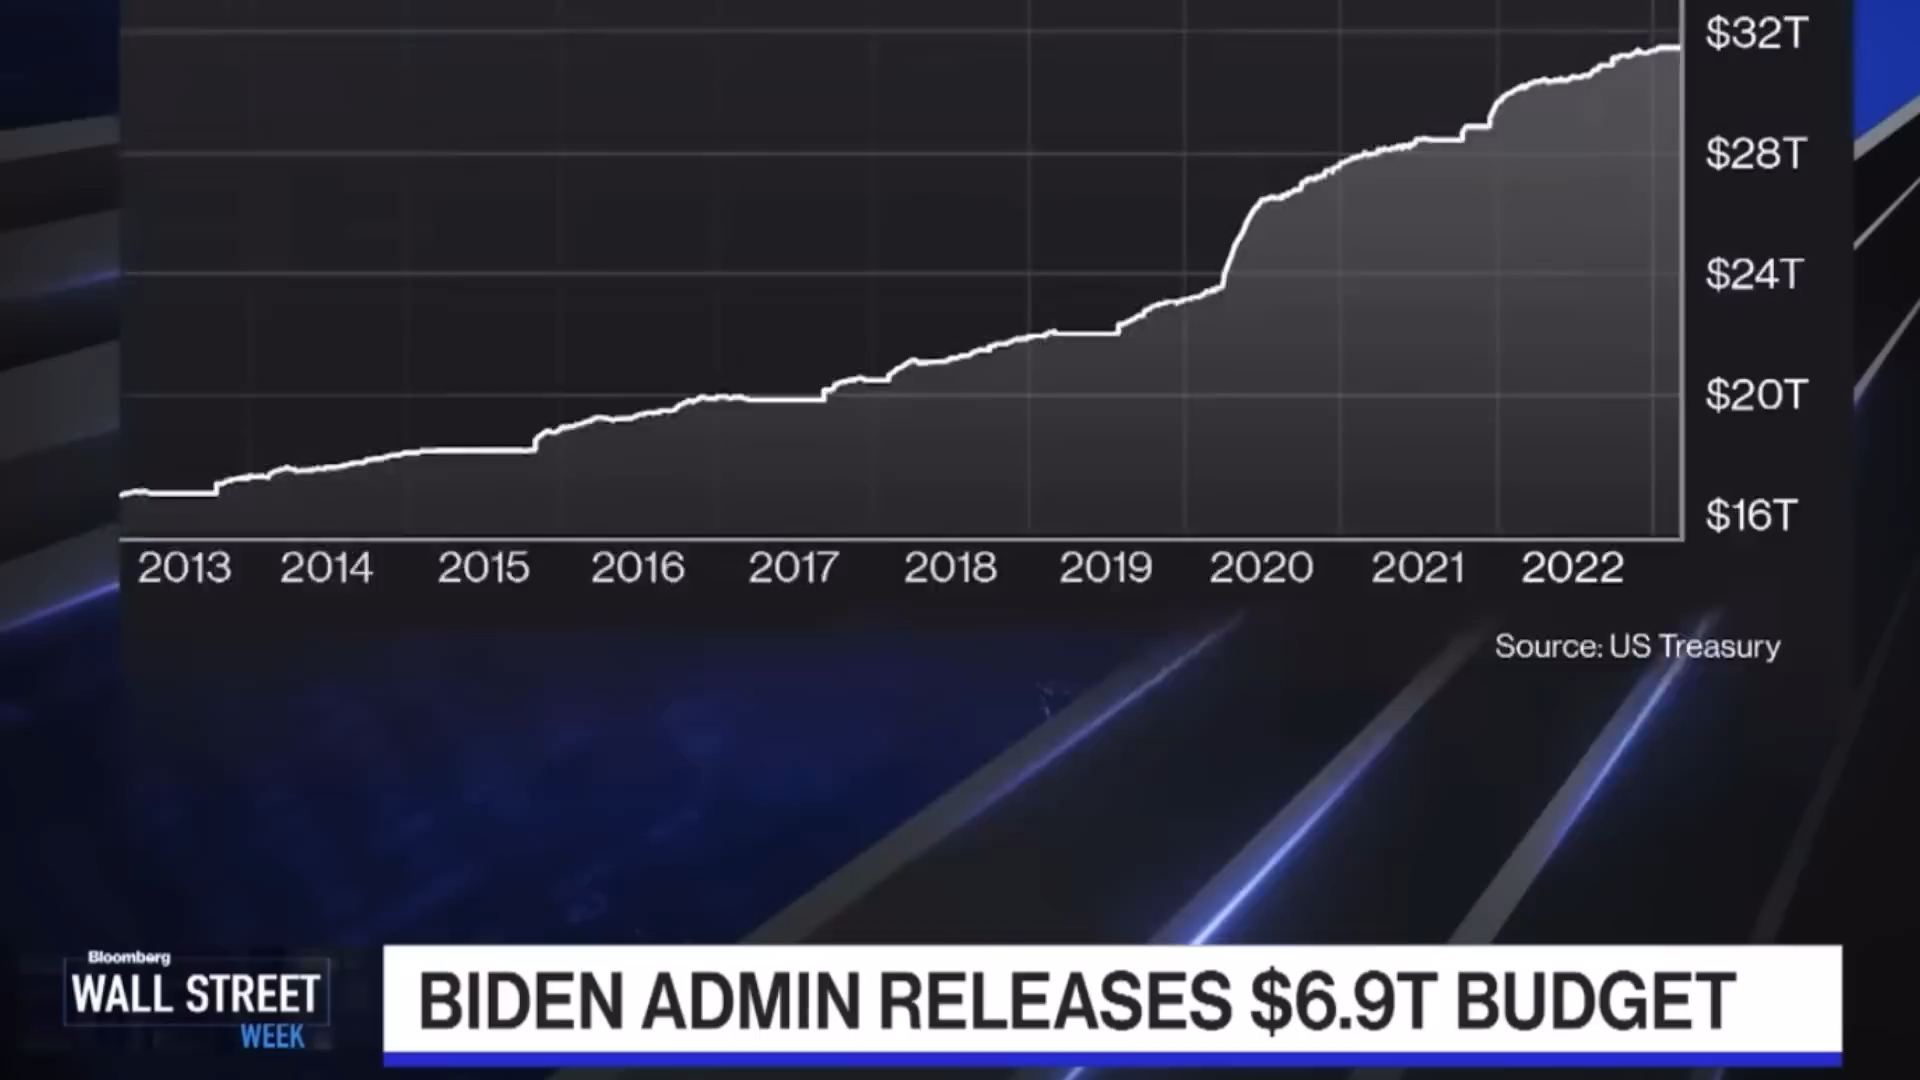 $32T
$28T
$24T
$20T
$16T
2013 2014 2015 2016 2017 2018 2019 2020 2021 2022
Source: US Treasury
Bloomberg
WALL STREET
WEEK
BIDEN ADMIN RELEASES $6.9T BUDGET